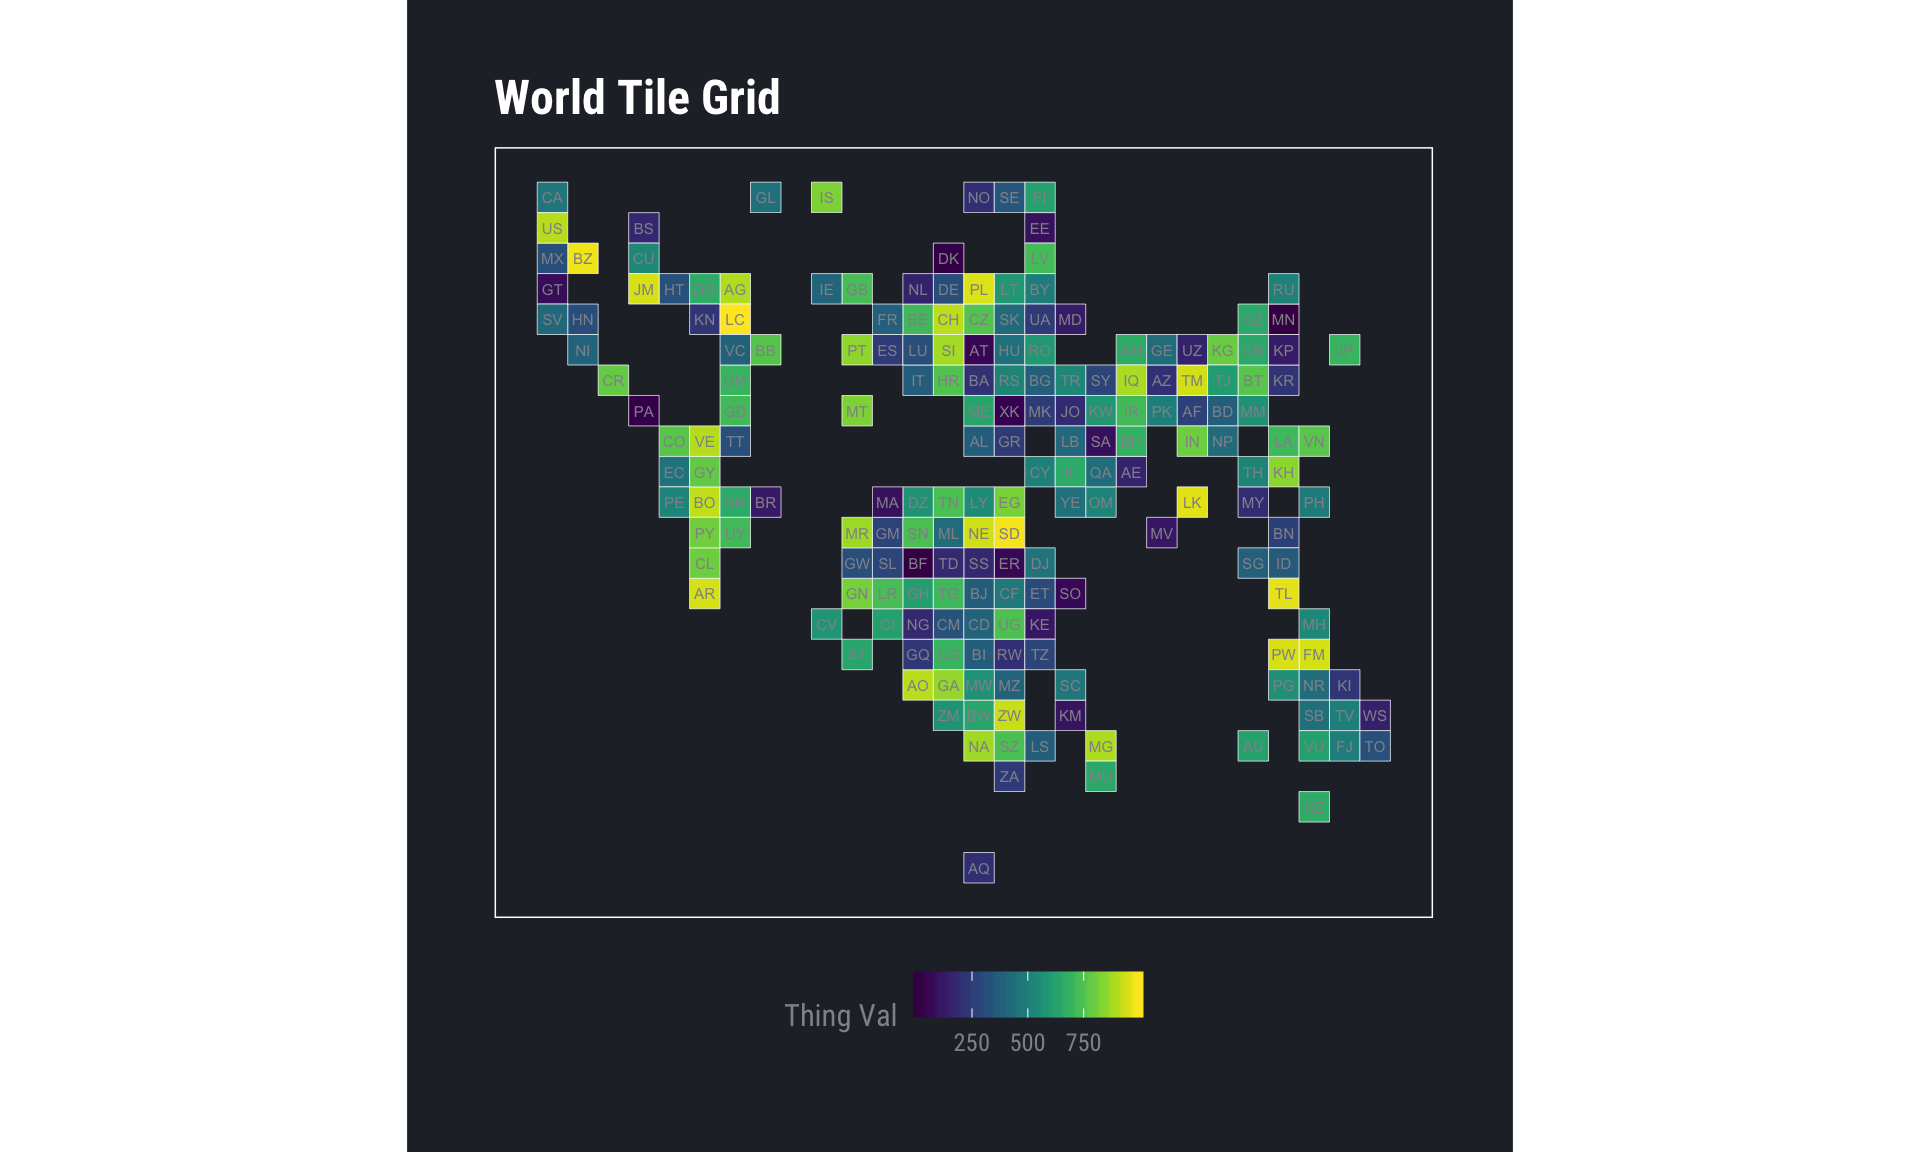 World Tile Grid
CA GL IS NO SE FI
US BS EE
MX BZ CU DK LV
GT JM HT DO AG IE GB NL DE PL LT BY RU
SV HN KN LC FR BE CH CZ SK UA MD KZ MN
NI VC BB PT ES LU SI AT HU RO AM GE UZ KG CN KP JP
CR DM IT HR BA RS BG TR SY IQ AZ TM TJ BT KR
PA GD MT ME XK MK JO KW IR PK AF BD MM
CO VE TT AL GR LB SA BH IN NP LA VN
EC GY CY IL QA AE TH KH
PE BO BR MA DZ TN LY EG YE OM LK MY PH
PY UY MR GM SN ML NE SD MV BN
CL GW SL BF TD SS ER DJ SG ID
AR GN LR GH TG BJ CF ET SO TL
CV CI NG CM CD UG KE MH
ST GQ BI RW TZ PW FM
AO GA MW MZ SC PG NR KI
ZM BW ZW KM SB TV WS
NA SZ LS MG AU VU FJ TO
ZA MU
NZ
AQ
Thing Val
250 500 750